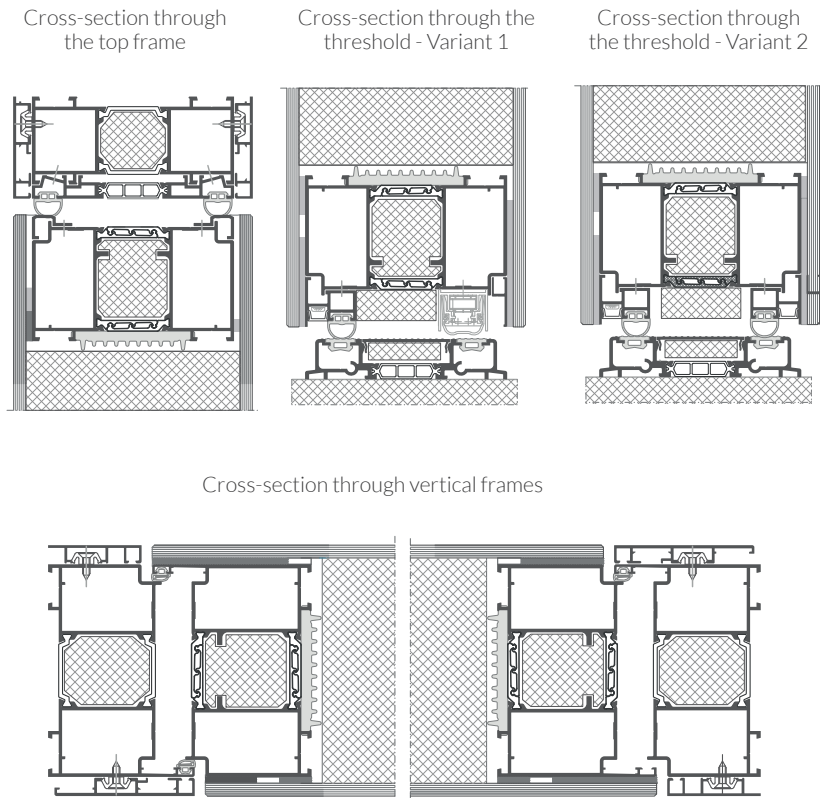 Cross-section through
the top frame
Cross-section through the
threshold - Variant 1
Cross-section through
the threshold - Variant 2
Cross-section through vertical frames